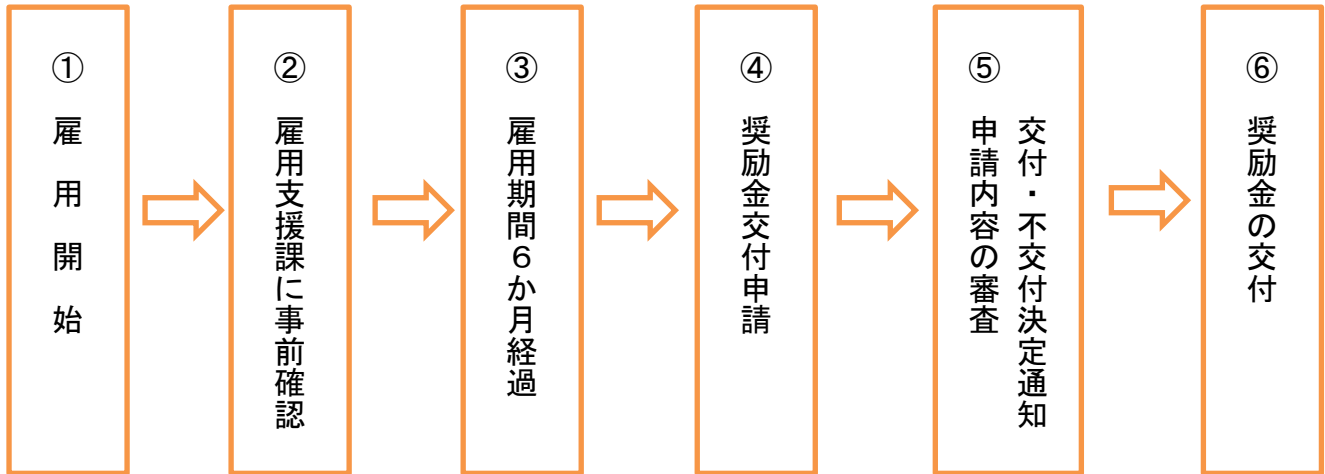 ①
雇用開始
②
雇用支援課に事前確認
③
雇用期間６か月経過
④
奨励金交付申請
⑤
申請内容の審査
交付・不交付決定通知
⑥
奨励金の交付